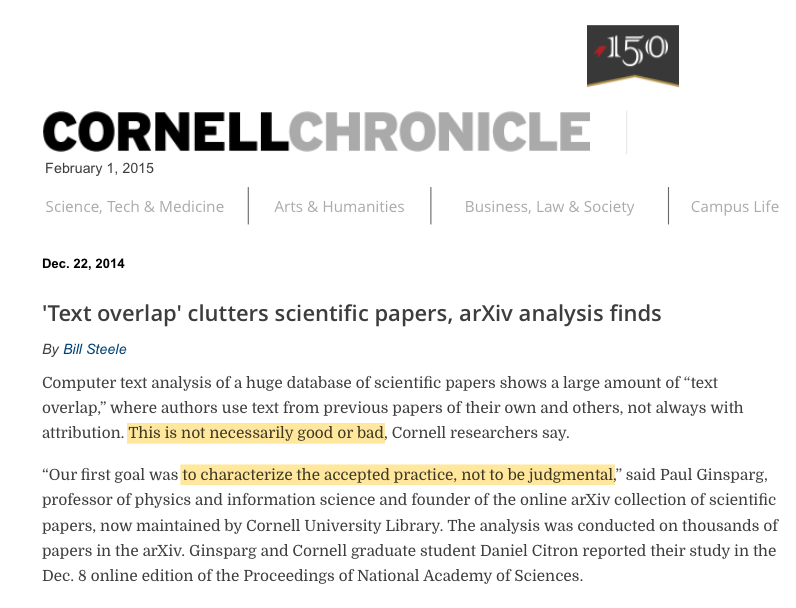 150
CORNELLCHRONICLE
February 1, 2015
Science, Tech & Medicine
Arts & Humanities
Business, Law & Society
Campus Life
Dec. 22, 2014
'Text overlap' clutters scientific papers, arXiv analysis finds
By Bill Steele
Computer text analysis of a huge database of scientific papers shows a large amount of “text
overlap,” where authors use text from previous papers of their own and others, not always with
attribution. This is not necessarily good or bad, Cornell researchers say.
“Our first goal was to characterize the accepted practice, not to be judgmental,” said Paul Ginsparg,
professor of physics and information science and founder of the online arXiv collection of scientific
papers, now maintained by Cornell University Library. The analysis was conducted on thousands of
papers in the arXiv. Ginsparg and Cornell graduate student Daniel Citron reported their study in the
Dec. 8 online edition of the Proceedings of National Academy of Sciences.